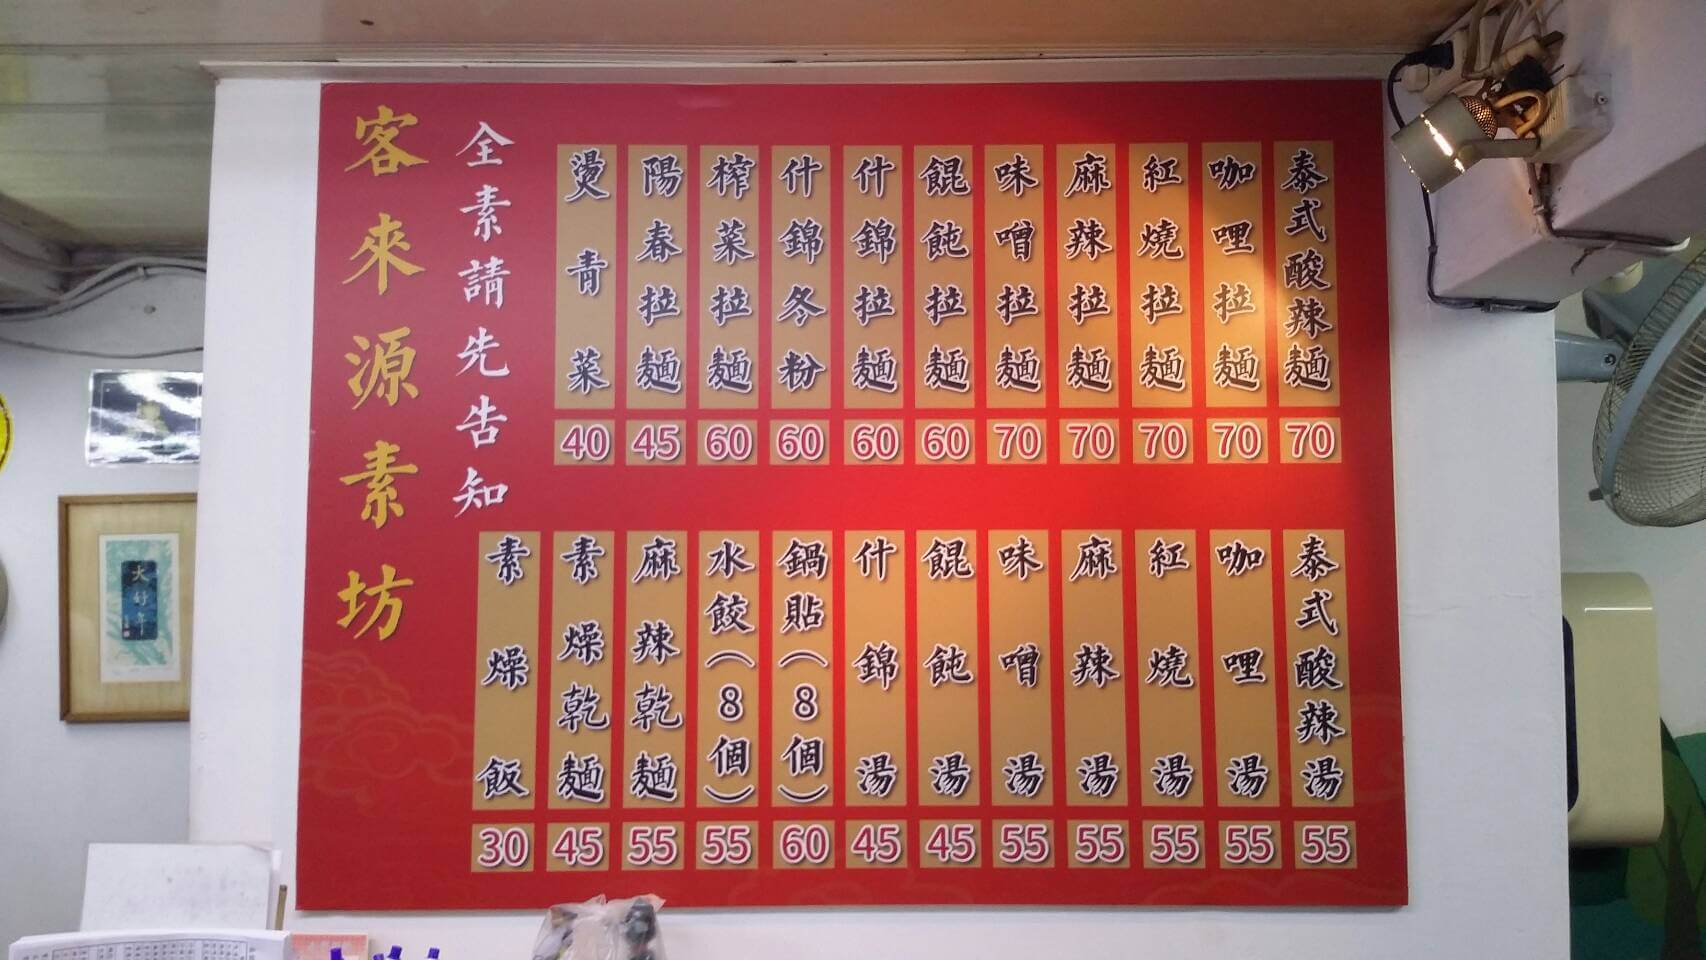 客來源素坊
全素請先告知
燙青菜
40
陽春拉麵
45
榨菜拉麵
60
什錦冬粉
60
什錦拉麵
60
餛飩拉麵
60
味噌拉麵
70
麻辣拉麵
70
紅燒拉麵
70
咖哩拉麵
70
泰式酸辣麵
70
素燥飯
30
素燥乾麵
45
麻辣乾麵
55
水餃(8個)
55
鍋貼(8個)
60
什錦湯
45
餛飩湯
45
味噌湯
55
麻辣湯
55
紅燒湯
55
咖哩湯
55
泰式酸辣湯
55
大好年